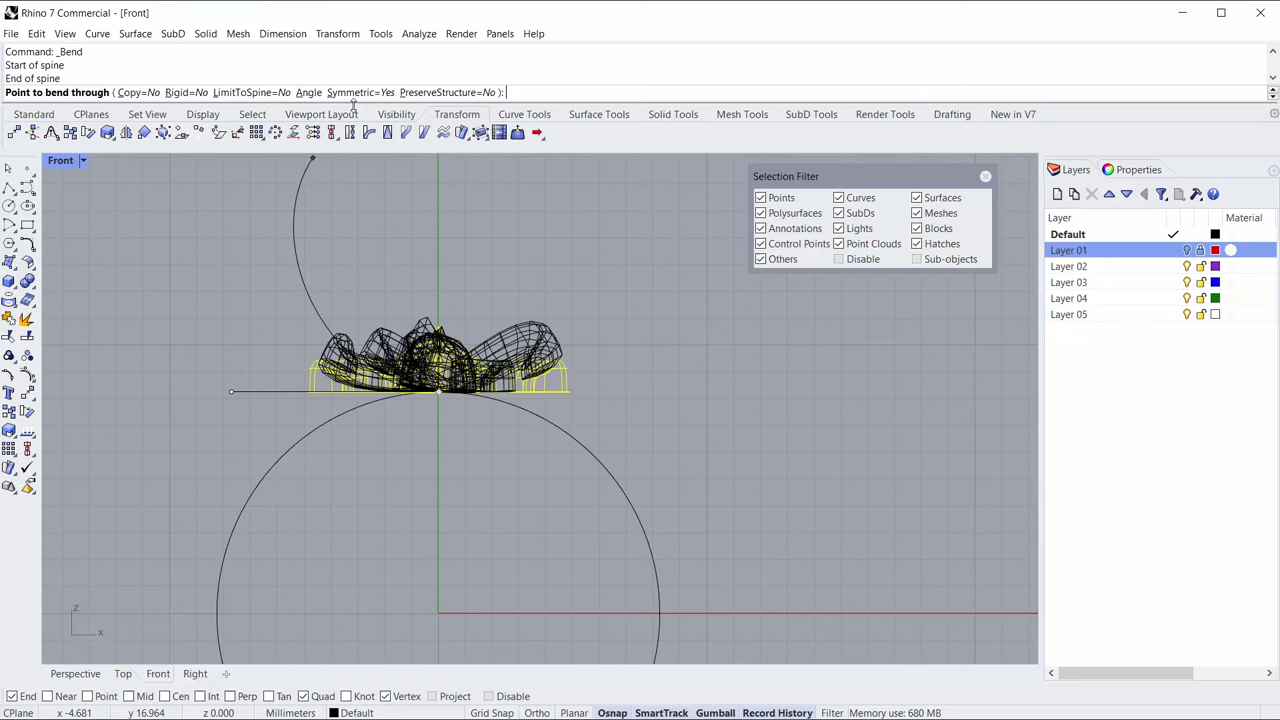 Rhino 7 Commercial - [Front]
File Edit View Curve Surface SubD Solid Mesh Dimension Transform Tools Analyze Render Panels Help
Command: _Bend
Start of spine
End of spine
Point to bend through ( Copy=No Rigid=No LimitToSpine=No Angle Symmetric=Yes PreserveStructure=No ):
Standard CPlanes Set View Display Select Viewport Layout Visibility Transform Curve Tools Surface Tools Solid Tools Mesh Tools SubD Tools Render Tools Drafting New in V7
Front
Selection Filter
Points Curves Surfaces
Polysurfaces SubDs Meshes
Annotations Lights Blocks
Control Points Point Clouds Hatches
Others Disable Sub-objects
Layers Properties
Layer Material
Default
Layer 01
Layer 02
Layer 03
Layer 04
Layer 05
z
x
Perspective Top Front Right
End Near Point Mid Cen Int Perp Tan Quad Knot Vertex Project Disable
CPlane x -4.681 y 16.964 z 0.000 Millimeters Default Grid Snap Ortho Planar Osnap SmartTrack Gumball Record History Filter Memory use: 680 MB